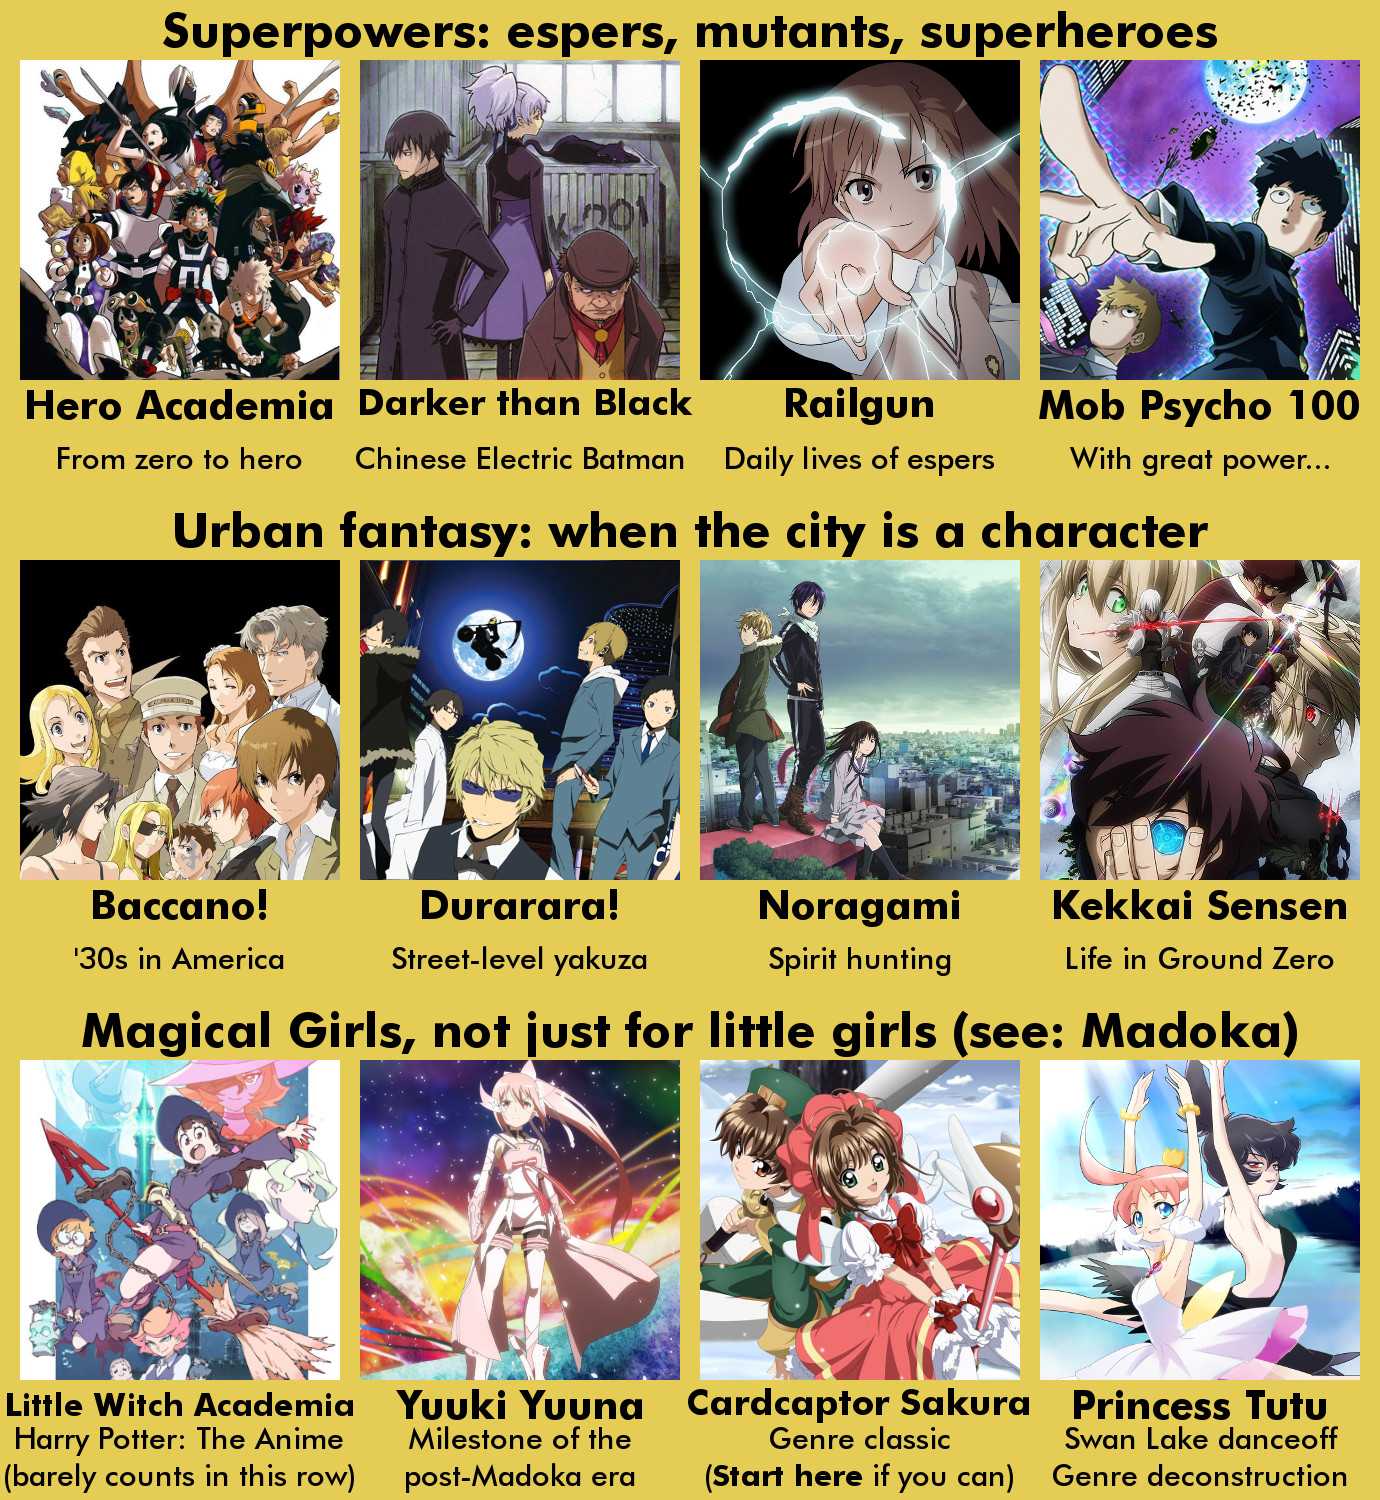 Superpowers: espers, mutants, superheroes
K-001
Hero Academia
Darker than Black
Railgun
Mob Psycho 100
From zero to hero
Chinese Electric Batman
Daily lives of espers
With great power...
Urban fantasy: when the city is a character
Baccano!
Durarara!
Noragami
Kekkai Sensen
'30s in America
Street-level yakuza
Spirit hunting
Life in Ground Zero
Magical Girls, not just for little girls (see: Madoka)
Little Witch Academia
Yuuki Yuuna
Cardcaptor Sakura
Princess Tutu
Harry Potter: The Anime
(barely counts in this row)
Milestone of the
post-Madoka era
Genre classic
(Start here if you can)
Swan Lake danceoff
Genre deconstruction